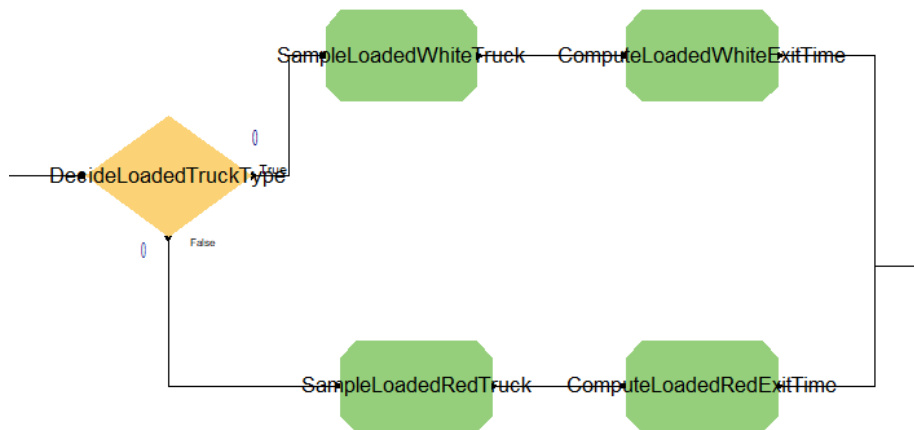 SampleLoadedWhiteTruck
ComputeLoadedWhiteExitTime
0
DecideLoadedTruckType
True
0
False
SampleLoadedRedTruck
ComputeLoadedRedExitTime